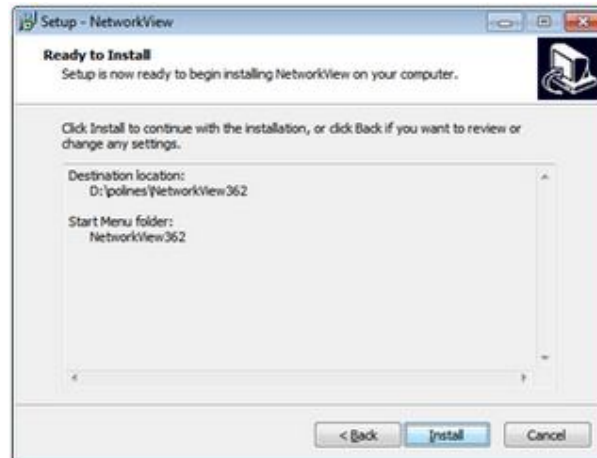 Setup - NetworkView
Ready to Install
Setup is now ready to begin installing NetworkView on your computer.
Click Install to continue with the installation, or click Back if you want to review or
change any settings.
Destination location:
D:\polines\NetworkView362
Start Menu folder:
NetworkView362
< Back
Install
Cancel